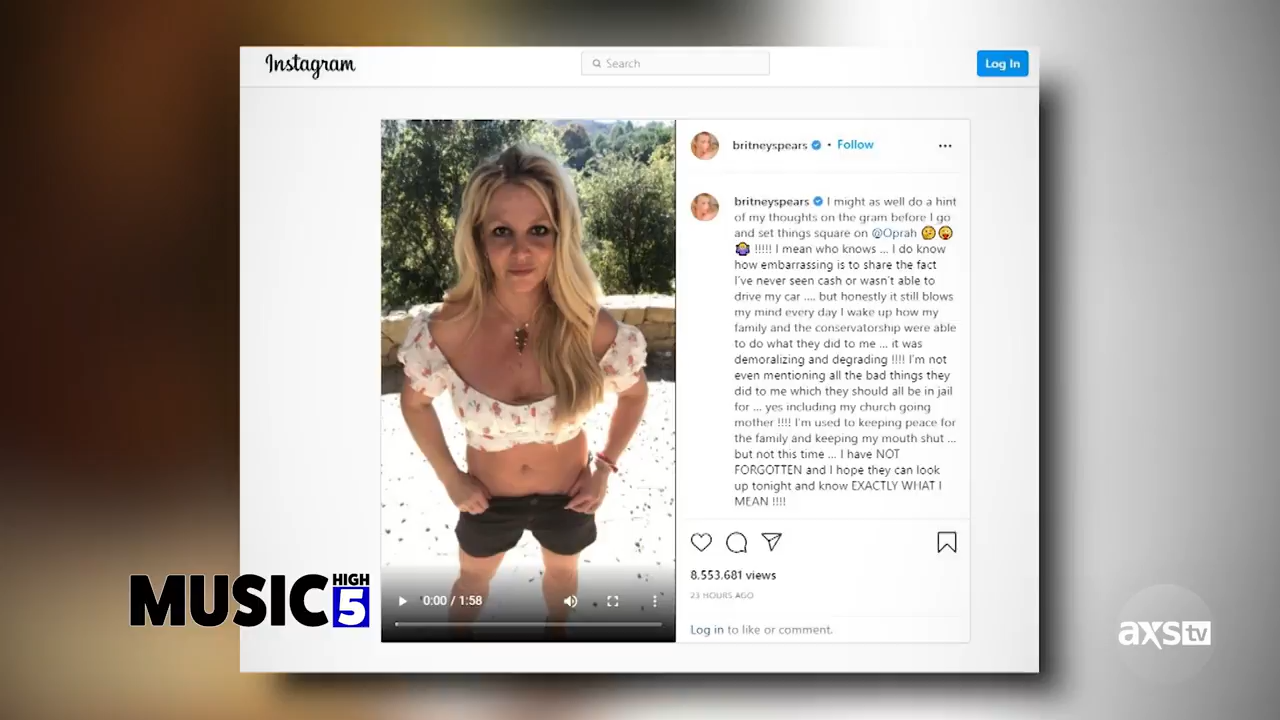 Instagram
Search
Log In
britneyspears • Follow
britneyspears I might as well do a hint
of my thoughts on the gram before I go
and set things square on @Oprah 🤔😜
🤷‍♀️ !!!!! I mean who knows ... I do know
how embarrassing is to share the fact
I've never seen cash or wasn't able to
drive my car .... but honestly it still blows
my mind every day I wake up how my
family and the conservatorship were able
to do what they did to me ... it was
demoralizing and degrading !!!! I'm not
even mentioning all the bad things they
did to me which they should all be in jail
for ... yes including my church going
mother !!!! I'm used to keeping peace for
the family and keeping my mouth shut ...
but not this time ... I have NOT
FORGOTTEN and I hope they can look
up tonight and know EXACTLY WHAT I
MEAN !!!!
8,553,681 views
23 HOURS AGO
Log in to like or comment.
0:00 / 1:58
MUSIC HIGH 5
axs tv